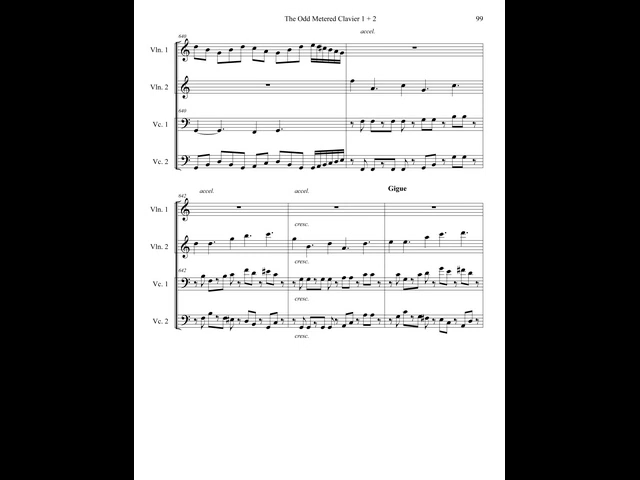 The Odd Metered Clavier 1 + 2
99
accel.
640
Vln. 1
Vln. 2
640
Vc. 1
Vc. 2
accel.
accel.
Gigue
642
Vln. 1
cresc.
Vln. 2
cresc.
642
Vc. 1
cresc.
Vc. 2
cresc.